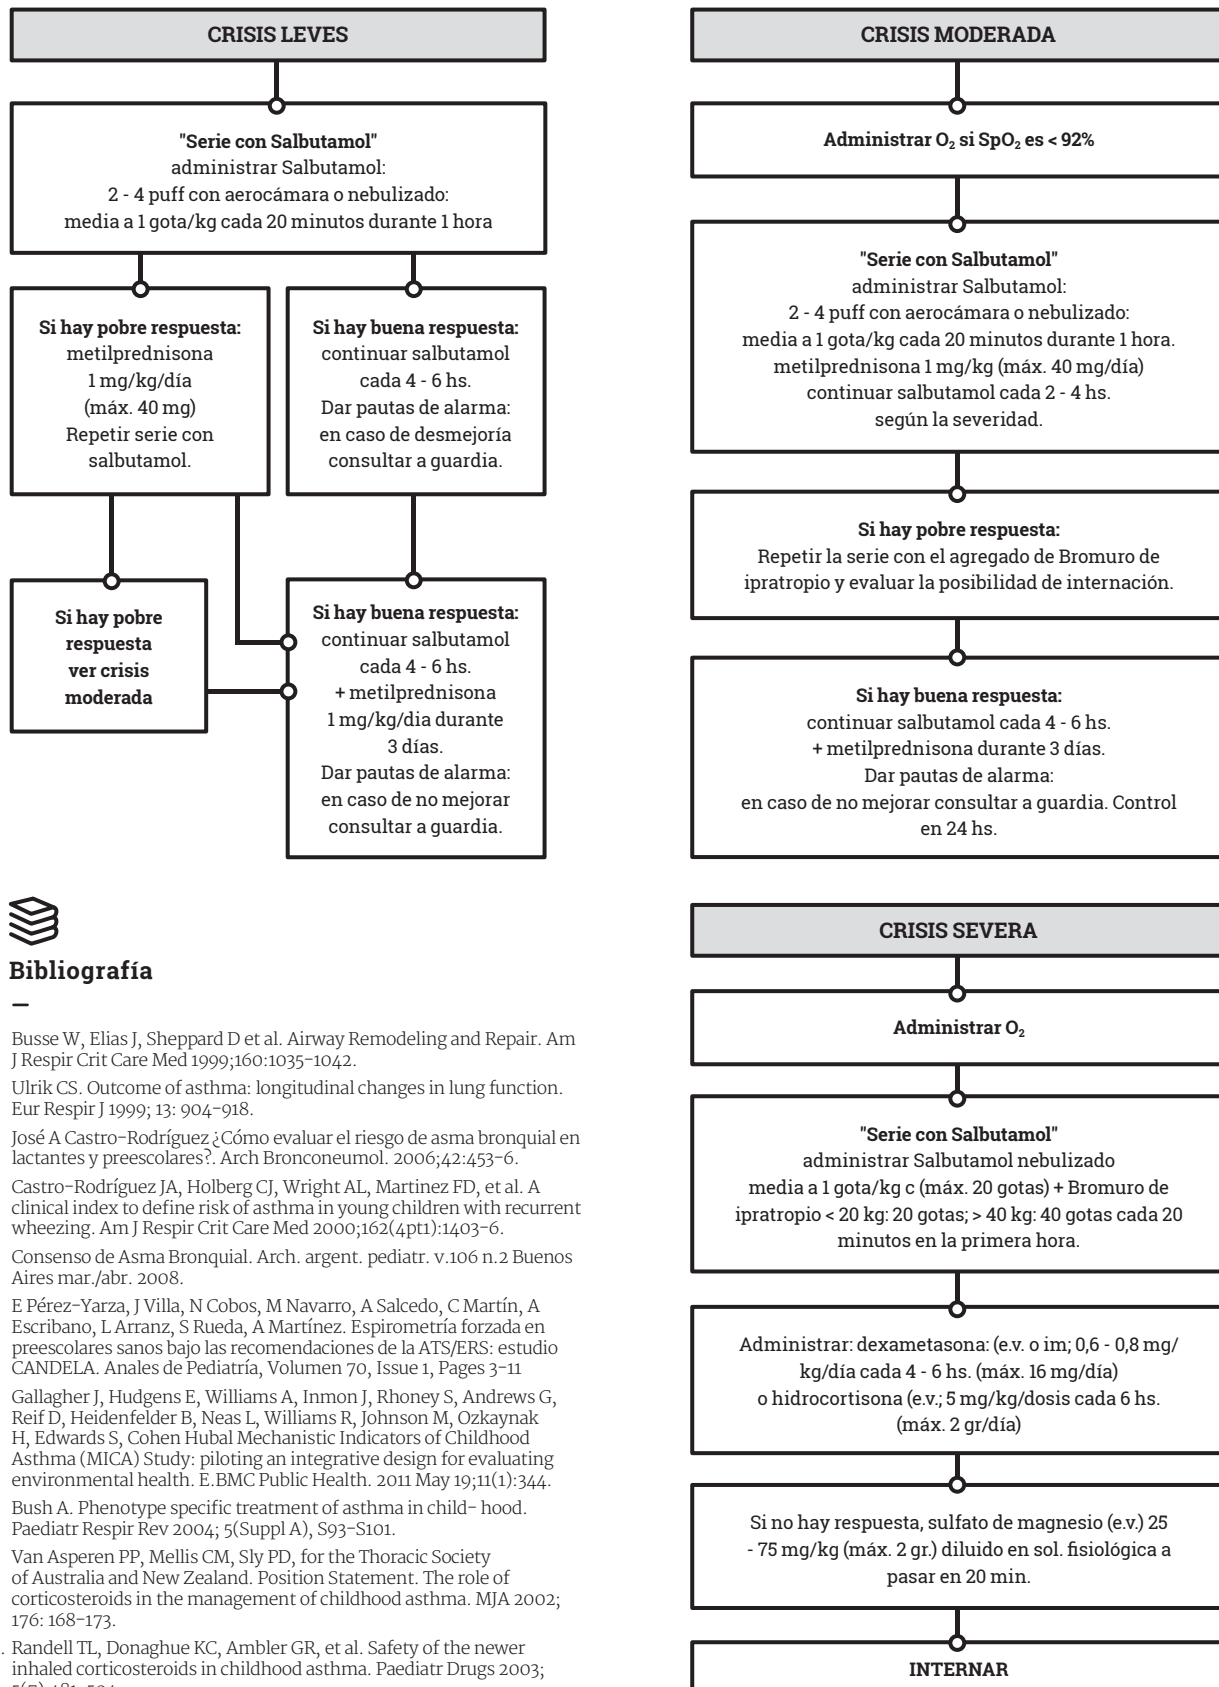 CRISIS LEVES
"Serie con Salbutamol"
administrar Salbutamol:
2 - 4 puff con aerocámara o nebulizado:
media a 1 gota/kg cada 20 minutos durante 1 hora
Si hay pobre respuesta:
metilprednisona
1 mg/kg/día
(máx. 40 mg)
Repetir serie con
salbutamol.
Si hay buena respuesta:
continuar salbutamol
cada 4 - 6 hs.
Dar pautas de alarma:
en caso de desmejoría
consultar a guardia.
Si hay pobre
respuesta
ver crisis
moderada
Si hay buena respuesta:
continuar salbutamol
cada 4 - 6 hs.
+ metilprednisona
1 mg/kg/dia durante
3 días.
Dar pautas de alarma:
en caso de no mejorar
consultar a guardia.
Bibliografía
Busse W, Elias J, Sheppard D et al. Airway Remodeling and Repair. Am
J Respir Crit Care Med 1999;160:1035-1042.
Ulrik CS. Outcome of asthma: longitudinal changes in lung function.
Eur Respir J 1999; 13: 904-918.
José A Castro-Rodríguez ¿Cómo evaluar el riesgo de asma bronquial en
lactantes y preescolares?. Arch Bronconeumol. 2006;42:453-6.
Castro-Rodríguez JA, Holberg CJ, Wright AL, Martinez FD, et al. A
clinical index to define risk of asthma in young children with recurrent
wheezing. Am J Respir Crit Care Med 2000;162(4pt1):1403-6.
Consenso de Asma Bronquial. Arch. argent. pediatr. v.106 n.2 Buenos
Aires mar./abr. 2008.
E Pérez-Yarza, J Villa, N Cobos, M Navarro, A Salcedo, C Martín, A
Escribano, L Arranz, S Rueda, A Martínez. Espirometría forzada en
preescolares sanos bajo las recomendaciones de la ATS/ERS: estudio
CANDELA. Anales de Pediatría, Volumen 70, Issue 1, Pages 3-11
Gallagher J, Hudgens E, Williams A, Inmon J, Rhoney S, Andrews G,
Reif D, Heidenfelder B, Neas L, Williams R, Johnson M, Ozkaynak
H, Edwards S, Cohen Hubal Mechanistic Indicators of Childhood
Asthma (MICA) Study: piloting an integrative design for evaluating
environmental health. E.BMC Public Health. 2011 May 19;11(1):344.
Bush A. Phenotype specific treatment of asthma in child- hood.
Paediatr Respir Rev 2004; 5(Suppl A), S93-S101.
Van Asperen PP, Mellis CM, Sly PD, for the Thoracic Society
of Australia and New Zealand. Position Statement. The role of
corticosteroids in the management of childhood asthma. MJA 2002;
176: 168-173.
. Randell TL, Donaghue KC, Ambler GR, et al. Safety of the newer
inhaled corticosteroids in childhood asthma. Paediatr Drugs 2003;
CRISIS MODERADA
Administrar O₂ si SpO₂ es < 92%
"Serie con Salbutamol"
administrar Salbutamol:
2 - 4 puff con aerocámara o nebulizado:
media a 1 gota/kg cada 20 minutos durante 1 hora.
metilprednisona 1 mg/kg (máx. 40 mg/día)
continuar salbutamol cada 2 - 4 hs.
según la severidad.
Si hay pobre respuesta:
Repetir la serie con el agregado de Bromuro de
ipratropio y evaluar la posibilidad de internación.
Si hay buena respuesta:
continuar salbutamol cada 4 - 6 hs.
+ metilprednisona durante 3 días.
Dar pautas de alarma:
en caso de no mejorar consultar a guardia. Control
en 24 hs.
CRISIS SEVERA
Administrar O₂
"Serie con Salbutamol"
administrar Salbutamol nebulizado
media a 1 gota/kg c (máx. 20 gotas) + Bromuro de
ipratropio < 20 kg: 20 gotas; > 40 kg: 40 gotas cada 20
minutos en la primera hora.
Administrar: dexametasona: (e.v. o im; 0,6 - 0,8 mg/
kg/día cada 4 - 6 hs. (máx. 16 mg/día)
o hidrocortisona (e.v.; 5 mg/kg/dosis cada 6 hs.
(máx. 2 gr/día)
Si no hay respuesta, sulfato de magnesio (e.v.) 25
- 75 mg/kg (máx. 2 gr.) diluido en sol. fisiológica a
pasar en 20 min.
INTERNAR